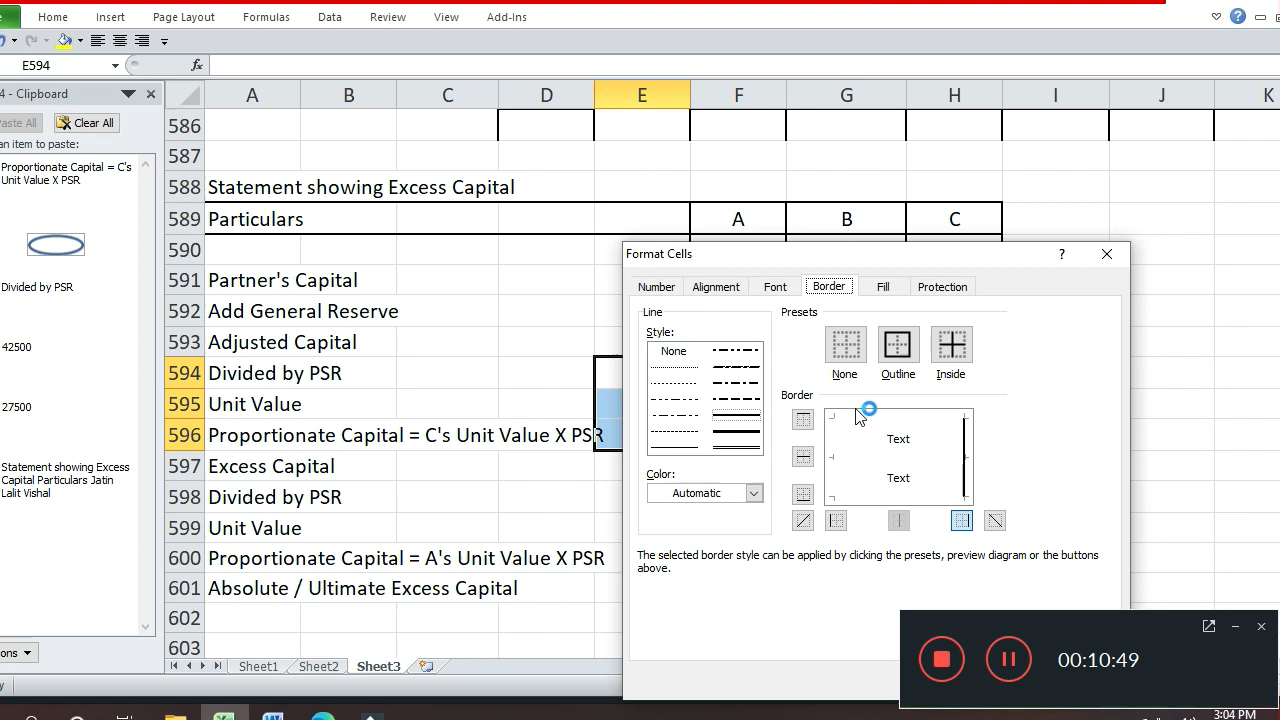 Home Insert Page Layout Formulas Data Review View Add-Ins
E594 fx
4 - Clipboard
Paste All Clear All
an item to paste:
Proportionate Capital = C's
Unit Value X PSR
Divided by PSR
42500
27500
Statement showing Excess
Capital Particulars Jatin
Lalit Vishal
A B C D E F G H I J K
586
587
588 Statement showing Excess Capital
589 Particulars A B C
590
591 Partner's Capital
592 Add General Reserve
593 Adjusted Capital
594 Divided by PSR
595 Unit Value
596 Proportionate Capital = C's Unit Value X PSR
597 Excess Capital
598 Divided by PSR
599 Unit Value
600 Proportionate Capital = A's Unit Value X PSR
601 Absolute / Ultimate Excess Capital
602
603
Sheet1 Sheet2 Sheet3
Format Cells
Number Alignment Font Border Fill Protection
Line
Style:
None
Color:
Automatic
Presets
None Outline Inside
Border
Text
Text
The selected border style can be applied by clicking the presets, preview diagram or the buttons
above.
00:10:49
3:04 PM